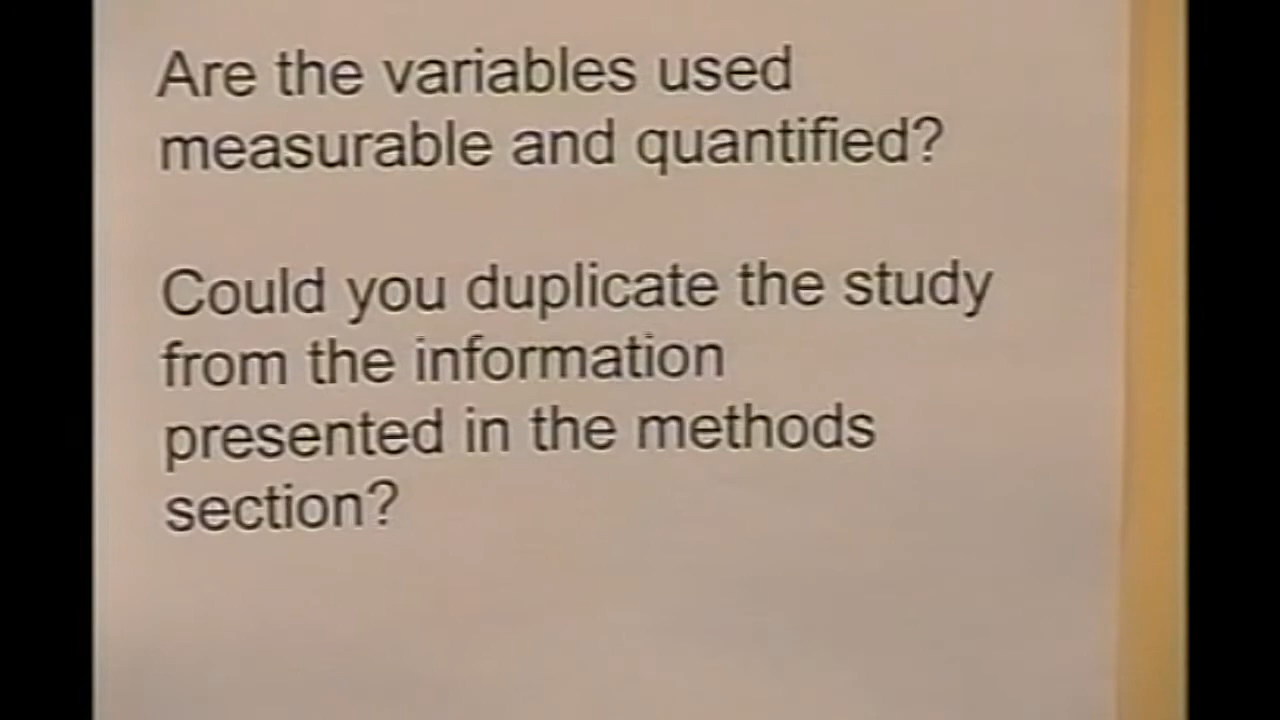 Are the variables used
measurable and quantified?
Could you duplicate the study
from the information
presented in the methods
section?